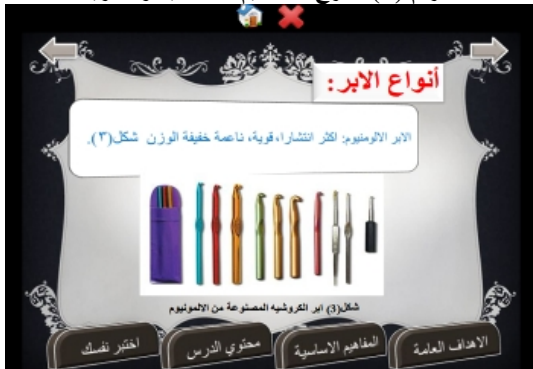 أنواع الابر:
الابر الالومنيوم: اكثر انتشارا، قوية، ناعمة خفيفة الوزن شكل(٣).
شكل(3) ابر الكروشيه المصنوعة من الالمونيوم
الاهداف العامة
المفاهيم الاساسية
محتوي الدرس
اختبر نفسك